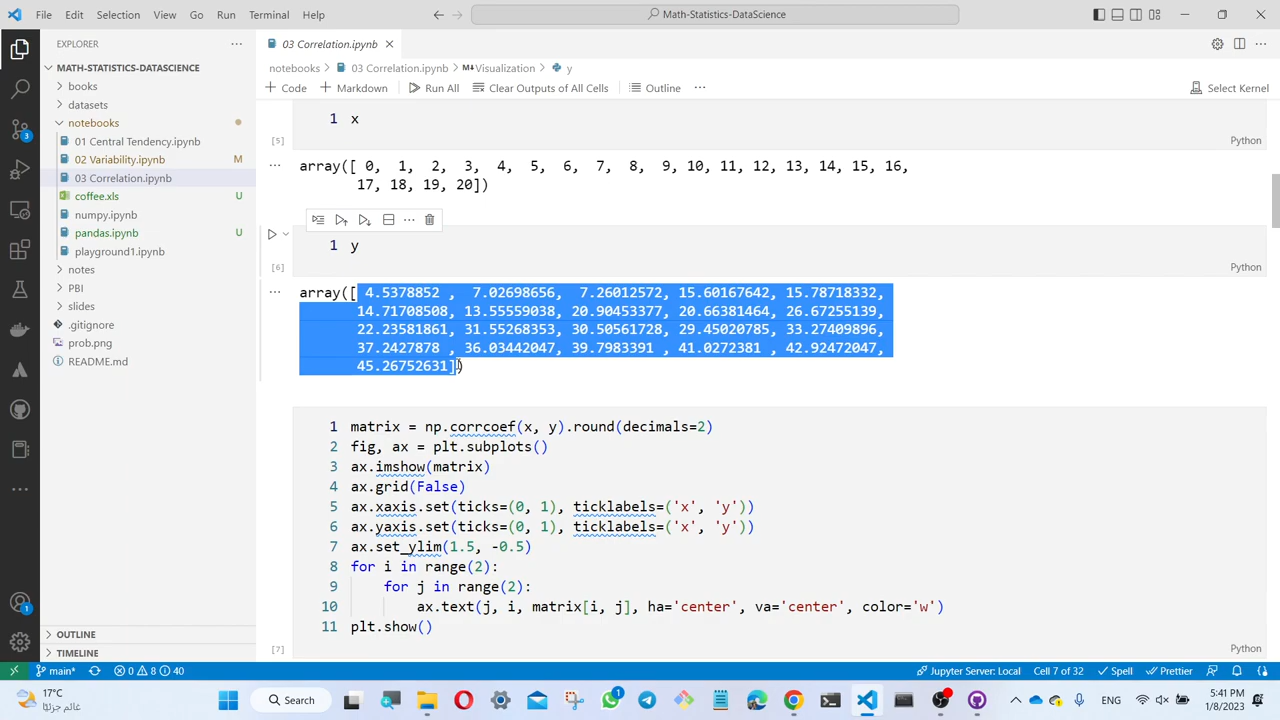 File Edit Selection View Go Run Terminal Help
Math-Statistics-DataScience
EXPLORER
MATH-STATISTICS-DATASCIENCE
books
datasets
notebooks
01 Central Tendency.ipynb
02 Variability.ipynb M
03 Correlation.ipynb
coffee.xls U
numpy.ipynb
pandas.ipynb U
playground1.ipynb
notes
PBI
slides
.gitignore
prob.png
README.md
OUTLINE
TIMELINE
03 Correlation.ipynb
notebooks > 03 Correlation.ipynb > Visualization > y
+ Code + Markdown Run All Clear Outputs of All Cells Outline ··· Select Kernel
1 x
[5] Python
array([ 0, 1, 2, 3, 4, 5, 6, 7, 8, 9, 10, 11, 12, 13, 14, 15, 16,
17, 18, 19, 20])
1 y
[6] Python
array([ 4.5378852 , 7.02698656, 7.26012572, 15.60167642, 15.78718332,
14.71708508, 13.55559038, 20.90453377, 20.66381464, 26.67255139,
22.23581861, 31.55268353, 30.50561728, 29.45020785, 33.27409896,
37.2427878 , 36.03442047, 39.7983391 , 41.0272381 , 42.92472047,
45.26752631])
1 matrix = np.corrcoef(x, y).round(decimals=2)
2 fig, ax = plt.subplots()
3 ax.imshow(matrix)
4 ax.grid(False)
5 ax.xaxis.set(ticks=(0, 1), ticklabels=('x', 'y'))
6 ax.yaxis.set(ticks=(0, 1), ticklabels=('x', 'y'))
7 ax.set_ylim(1.5, -0.5)
8 for i in range(2):
9 for j in range(2):
10 ax.text(j, i, matrix[i, j], ha='center', va='center', color='w')
11 plt.show()
[7] Python
main* 0 8 40 Jupyter Server: Local Cell 7 of 32 Spell Prettier
17°C
غائم جزئيًا
Search
ENG
5:41 PM
1/8/2023